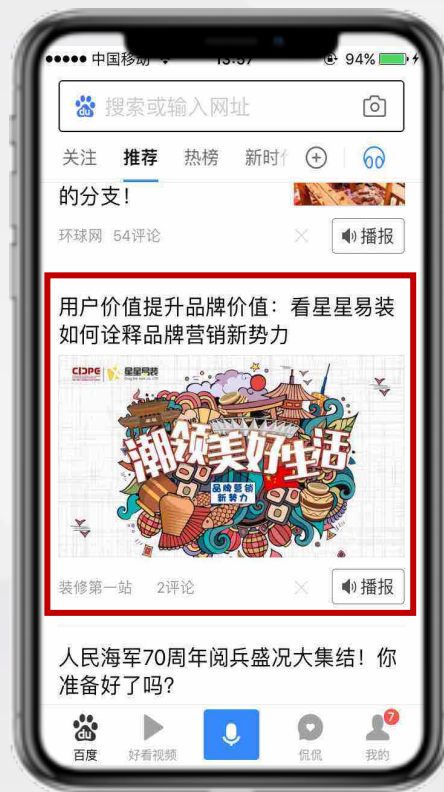 中国移动
13:57
94%
搜索或输入网址
关注 推荐 热榜 新时
的分支！
环球网 54评论
播报
用户价值提升品牌价值：看星星易装
如何诠释品牌营销新势力
CIDPE 星星易装
潮领美好生活
品牌营销
新势力
装修第一站 2评论
播报
人民海军70周年阅兵盛况大集结！你
准备好了吗?
7
百度 好看视频 侃侃 我的